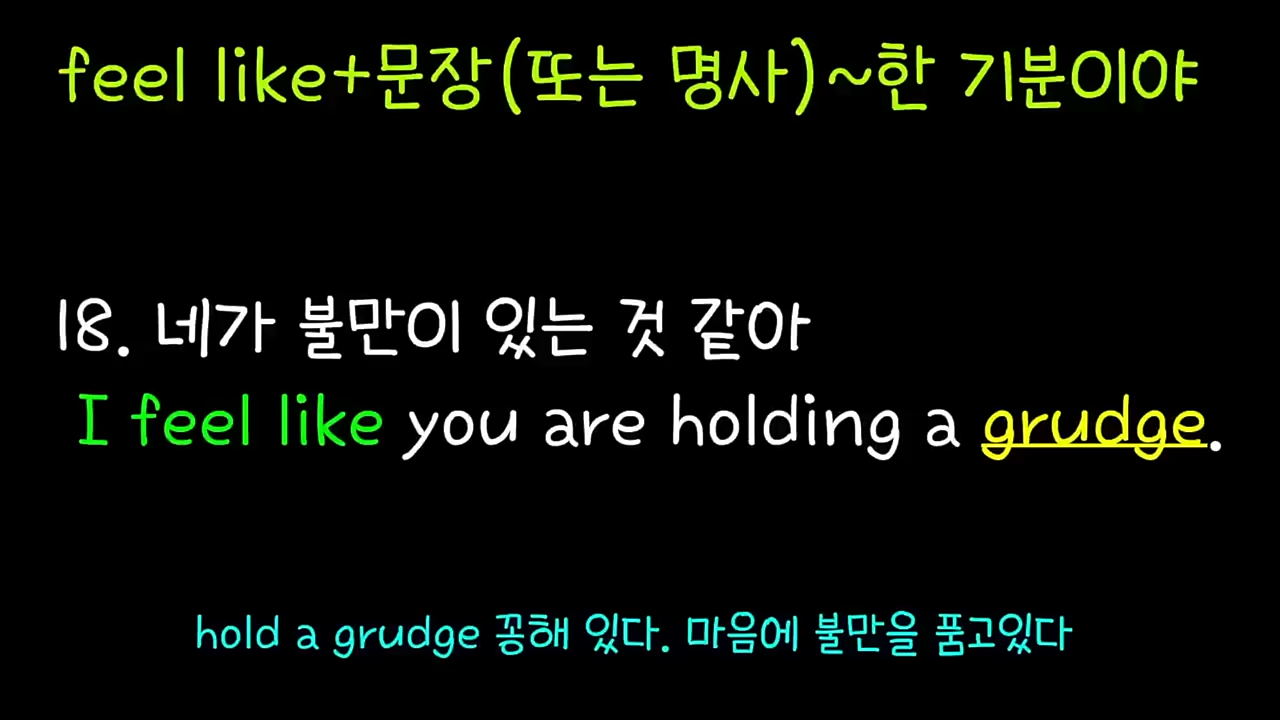 feel like+문장(또는 명사)~한 기분이야
18. 네가 불만이 있는 것 같아
I feel like you are holding a grudge.
hold a grudge 꽁해 있다. 마음에 불만을 품고있다